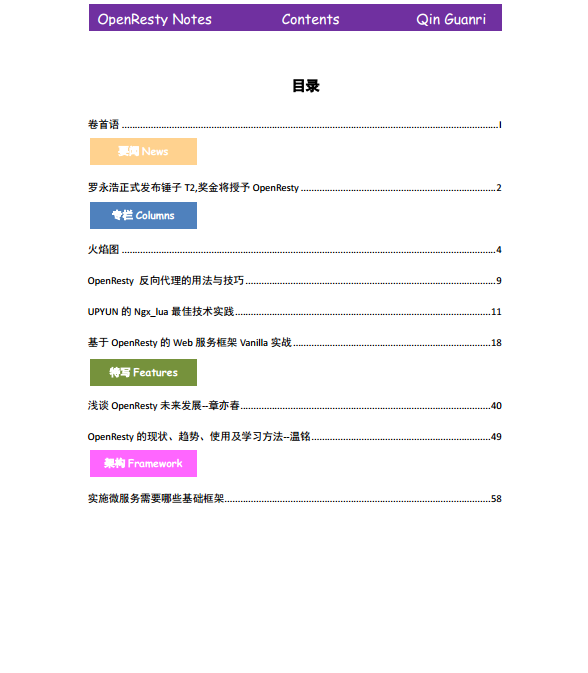 OpenResty Notes Contents Qin Guanri
目录
卷首语 I
要闻 News
罗永浩正式发布锤子 T2,奖金将授予 OpenResty 2
专栏 Columns
火焰图 4
OpenResty 反向代理的用法与技巧 9
UPYUN 的 Ngx_lua 最佳技术实践 11
基于 OpenResty 的 Web 服务框架 Vanilla 实战 18
特写 Features
浅谈 OpenResty 未来发展--章亦春 40
OpenResty 的现状、趋势、使用及学习方法--温铭 49
架构 Framework
实施微服务需要哪些基础框架 58